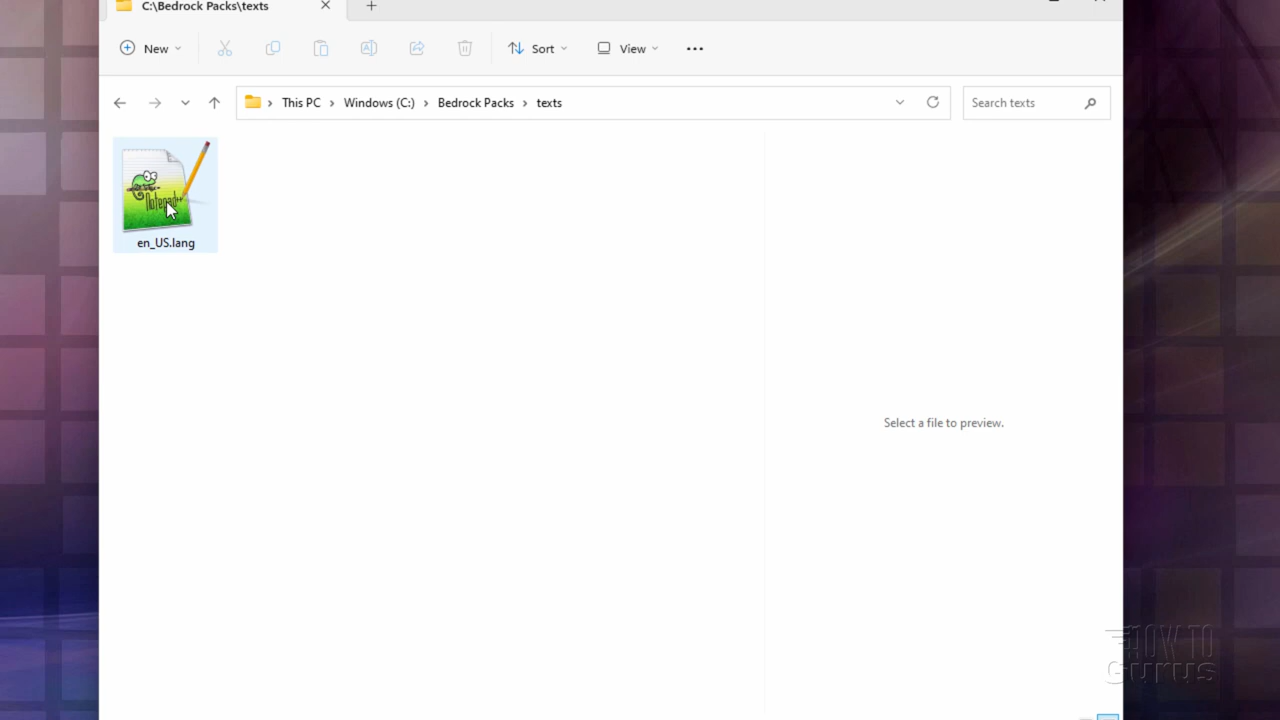 C:\Bedrock Packs\texts
New
Sort
View
This PC
Windows (C:)
Bedrock Packs
texts
Search texts
Notepad++
en_US.lang
Select a file to preview.
HOW TO
Gurus